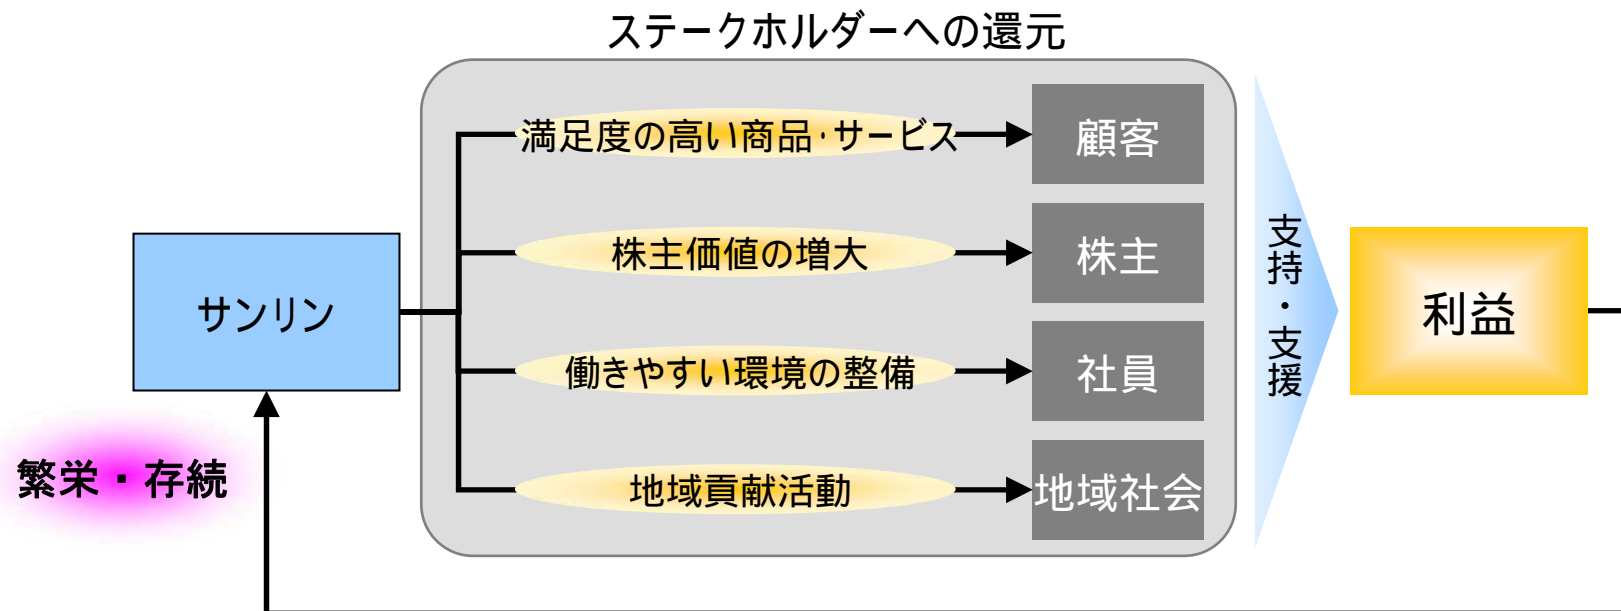 ステークホルダーへの還元
満足度の高い商品・サービス
顧客
株主価値の増大
株主
サンリン
働きやすい環境の整備
社員
地域貢献活動
地域社会
支持・支援
利益
繁栄・存続